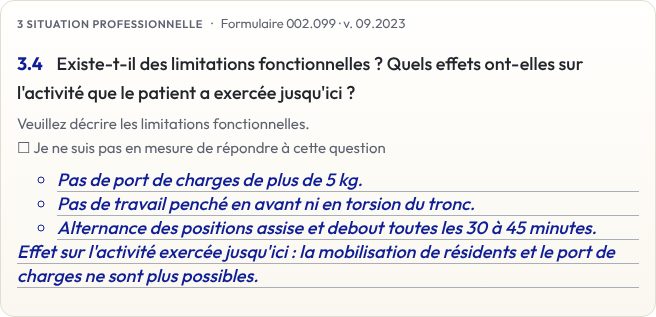 3 SITUATION PROFESSIONNELLE · Formulaire 002.099 · v. 09.2023
3.4 Existe-t-il des limitations fonctionnelles ? Quels effets ont-elles sur
l'activité que le patient a exercée jusqu'ici ?
Veuillez décrire les limitations fonctionnelles.
☐ Je ne suis pas en mesure de répondre à cette question
○ Pas de port de charges de plus de 5 kg.
○ Pas de travail penché en avant ni en torsion du tronc.
○ Alternance des positions assise et debout toutes les 30 à 45 minutes.
Effet sur l'activité exercée jusqu'ici : la mobilisation de résidents et le port de
charges ne sont plus possibles.